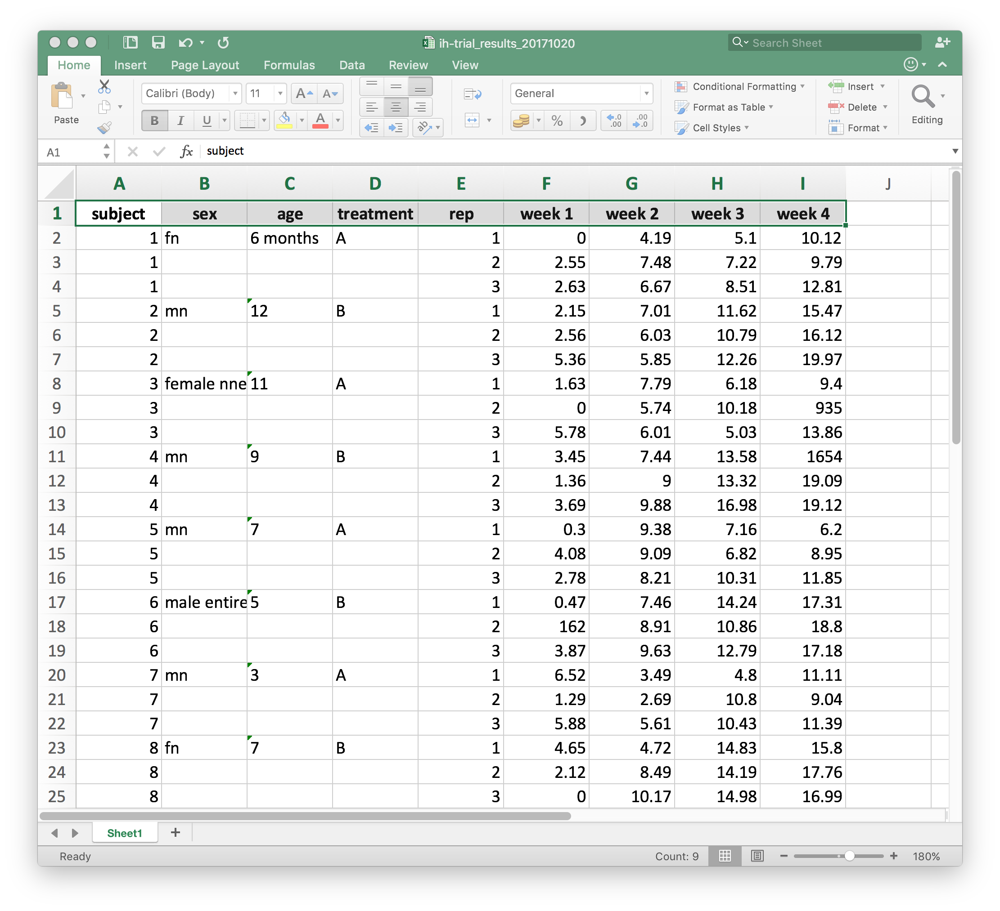 ih-trial_results_20171020
Search Sheet
Home Insert Page Layout Formulas Data Review View
Paste
Calibri (Body) 11 A A
B I U A
General
% .0 .00 .00 .0
Conditional Formatting
Format as Table
Cell Styles
Insert
Delete
Format
Editing
A1 fx subject
A B C D E F G H I J
1 subject sex age treatment rep week 1 week 2 week 3 week 4
2 1 fn 6 months A 1 0 4.19 5.1 10.12
3 1 2 2.55 7.48 7.22 9.79
4 1 3 2.63 6.67 8.51 12.81
5 2 mn 12 B 1 2.15 7.01 11.62 15.47
6 2 2 2.56 6.03 10.79 16.12
7 2 3 5.36 5.85 12.26 19.97
8 3 female nne 11 A 1 1.63 7.79 6.18 9.4
9 3 2 0 5.74 10.18 935
10 3 3 5.78 6.01 5.03 13.86
11 4 mn 9 B 1 3.45 7.44 13.58 1654
12 4 2 1.36 9 13.32 19.09
13 4 3 3.69 9.88 16.98 19.12
14 5 mn 7 A 1 0.3 9.38 7.16 6.2
15 5 2 4.08 9.09 6.82 8.95
16 5 3 2.78 8.21 10.31 11.85
17 6 male entire 5 B 1 0.47 7.46 14.24 17.31
18 6 2 162 8.91 10.86 18.8
19 6 3 3.87 9.63 12.79 17.18
20 7 mn 3 A 1 6.52 3.49 4.8 11.11
21 7 2 1.29 2.69 10.8 9.04
22 7 3 5.88 5.61 10.43 11.39
23 8 fn 7 B 1 4.65 4.72 14.83 15.8
24 8 2 2.12 8.49 14.19 17.76
25 8 3 0 10.17 14.98 16.99
Sheet1 +
Ready Count: 9 180%